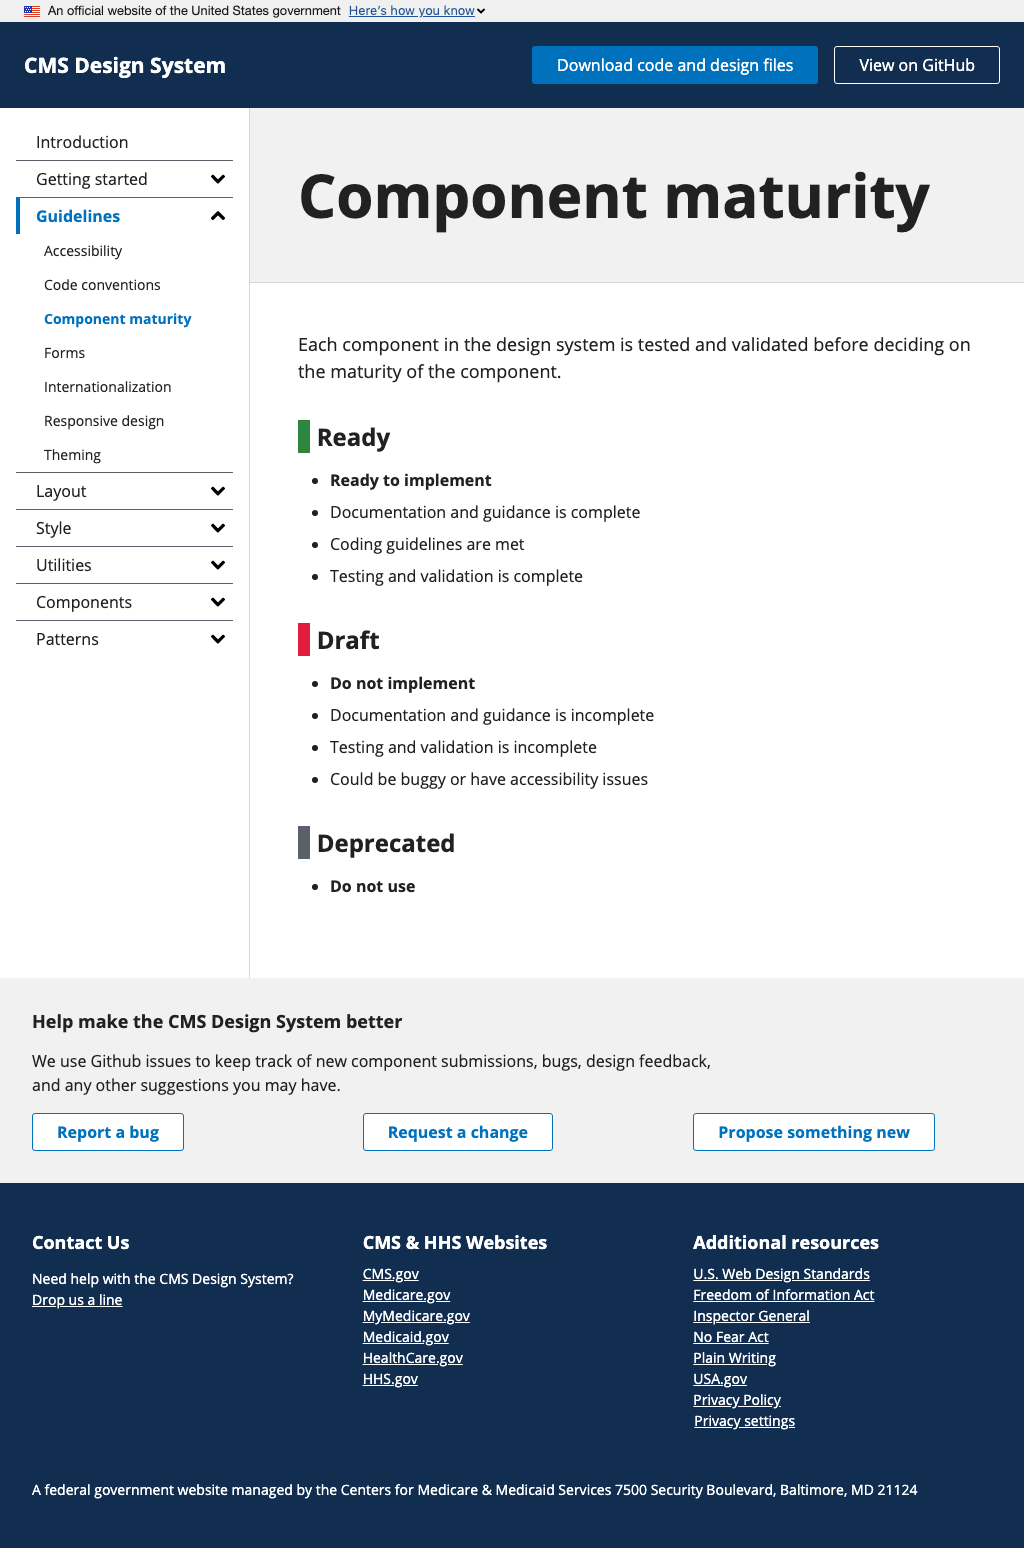 An official website of the United States government Here's how you know
CMS Design System
Download code and design files
View on GitHub
Introduction
Getting started
Guidelines
Accessibility
Code conventions
Component maturity
Forms
Internationalization
Responsive design
Theming
Layout
Style
Utilities
Components
Patterns
Component maturity
Each component in the design system is tested and validated before deciding on
the maturity of the component.
Ready
Ready to implement
Documentation and guidance is complete
Coding guidelines are met
Testing and validation is complete
Draft
Do not implement
Documentation and guidance is incomplete
Testing and validation is incomplete
Could be buggy or have accessibility issues
Deprecated
Do not use
Help make the CMS Design System better
We use Github issues to keep track of new component submissions, bugs, design feedback,
and any other suggestions you may have.
Report a bug
Request a change
Propose something new
Contact Us
Need help with the CMS Design System?
Drop us a line
CMS & HHS Websites
CMS.gov
Medicare.gov
MyMedicare.gov
Medicaid.gov
HealthCare.gov
HHS.gov
Additional resources
U.S. Web Design Standards
Freedom of Information Act
Inspector General
No Fear Act
Plain Writing
USA.gov
Privacy Policy
Privacy settings
A federal government website managed by the Centers for Medicare & Medicaid Services 7500 Security Boulevard, Baltimore, MD 21124